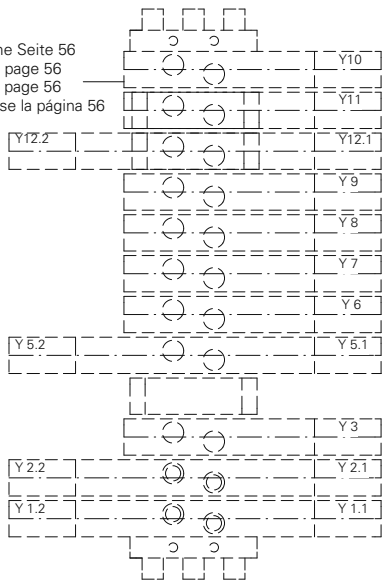 ne Seite 56
page 56
page 56
se la página 56
Y10
Y11
Y12.2 Y12.1
Y 9
Y 8
Y 7
Y 6
Y 5.2 Y 5.1
Y 3
Y 2.2 Y 2.1
Y 1.2 Y 1.1